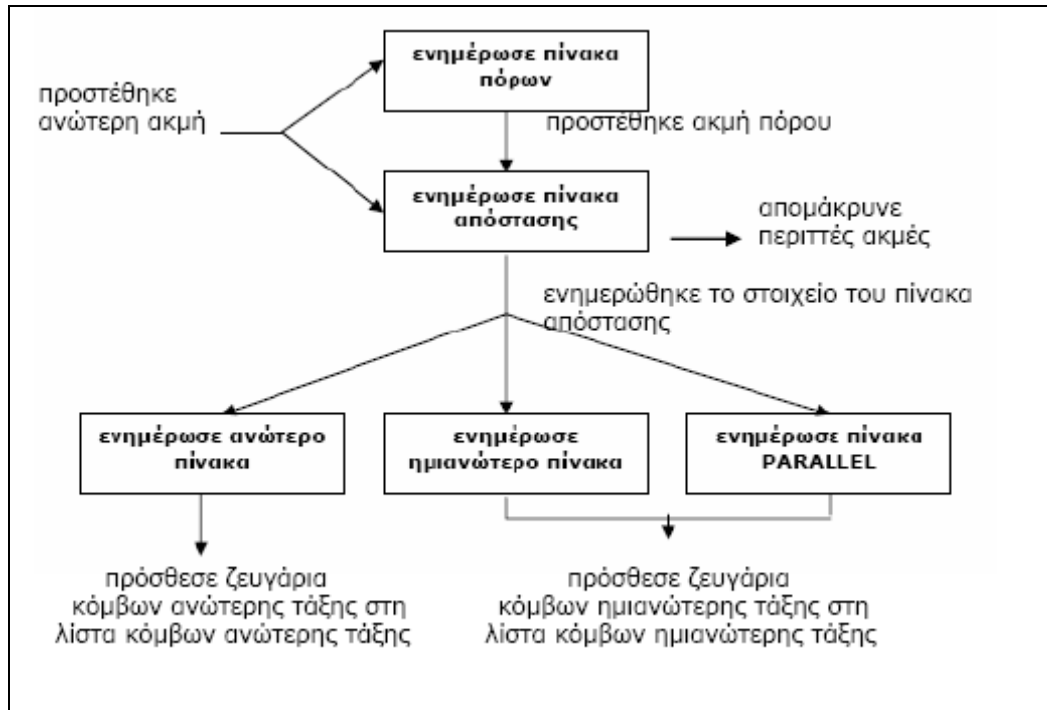 ενημέρωσε πίνακα
πόρων
προστέθηκε
ανώτερη ακμή
προστέθηκε ακμή πόρου
ενημέρωσε πίνακα
απόστασης
απομάκρυνε
περιττές ακμές
ενημερώθηκε το στοιχείο του πίνακα
απόστασης
ενημέρωσε ανώτερο
πίνακα
ενημέρωσε
ημιανώτερο πίνακα
ενημέρωσε πίνακα
PARALLEL
πρόσθεσε ζευγάρια
κόμβων ανώτερης τάξης στη
λίστα κόμβων ανώτερης τάξης
πρόσθεσε ζευγάρια
κόμβων ημιανώτερης τάξης στη
λίστα κόμβων ημιανώτερης τάξης